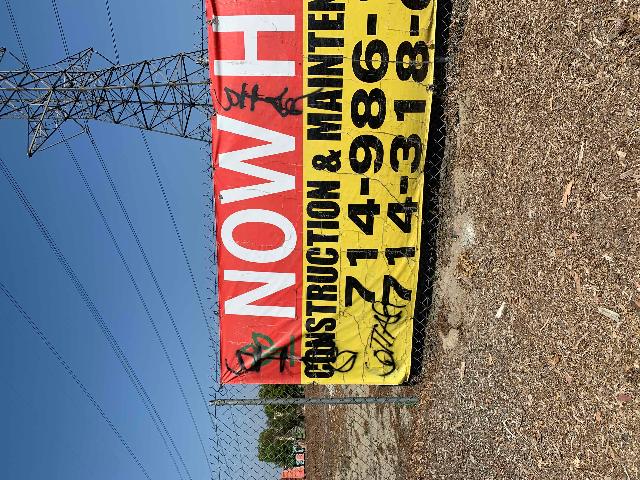 NOW H
CONSTRUCTION & MAINTEN
714-986-
714-318-